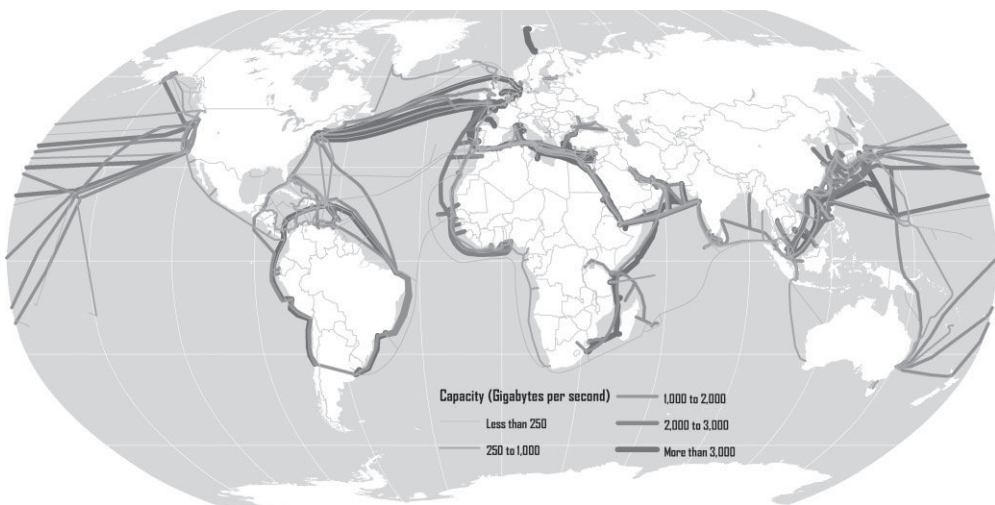 Capacity (Gigabytes per second)
Less than 250
250 to 1,000
1,000 to 2,000
2,000 to 3,000
More than 3,000